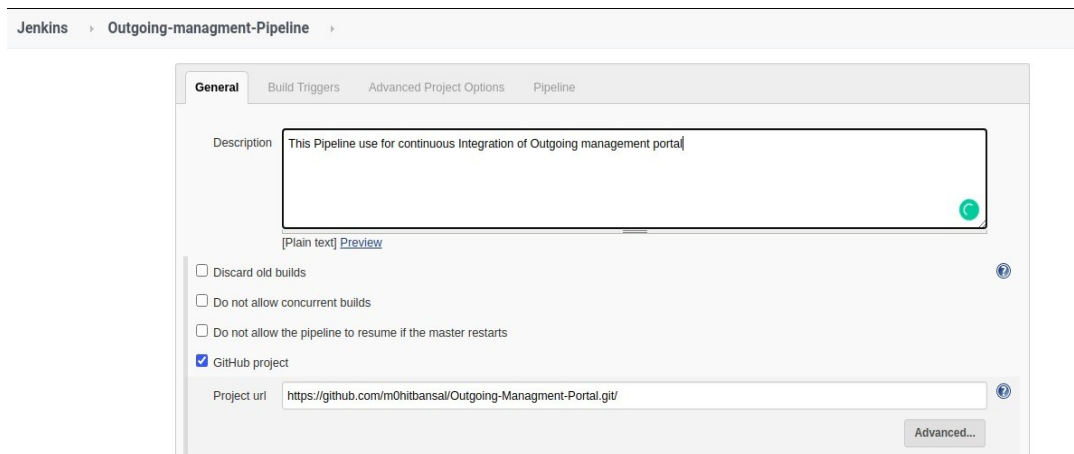 Jenkins Outgoing-managment-Pipeline
General Build Triggers Advanced Project Options Pipeline
Description This Pipeline use for continuous Integration of Outgoing management portal
[Plain text] Preview
Discard old builds
Do not allow concurrent builds
Do not allow the pipeline to resume if the master restarts
GitHub project
Project url https://github.com/m0hitbansal/Outgoing-Managment-Portal.git/
Advanced...